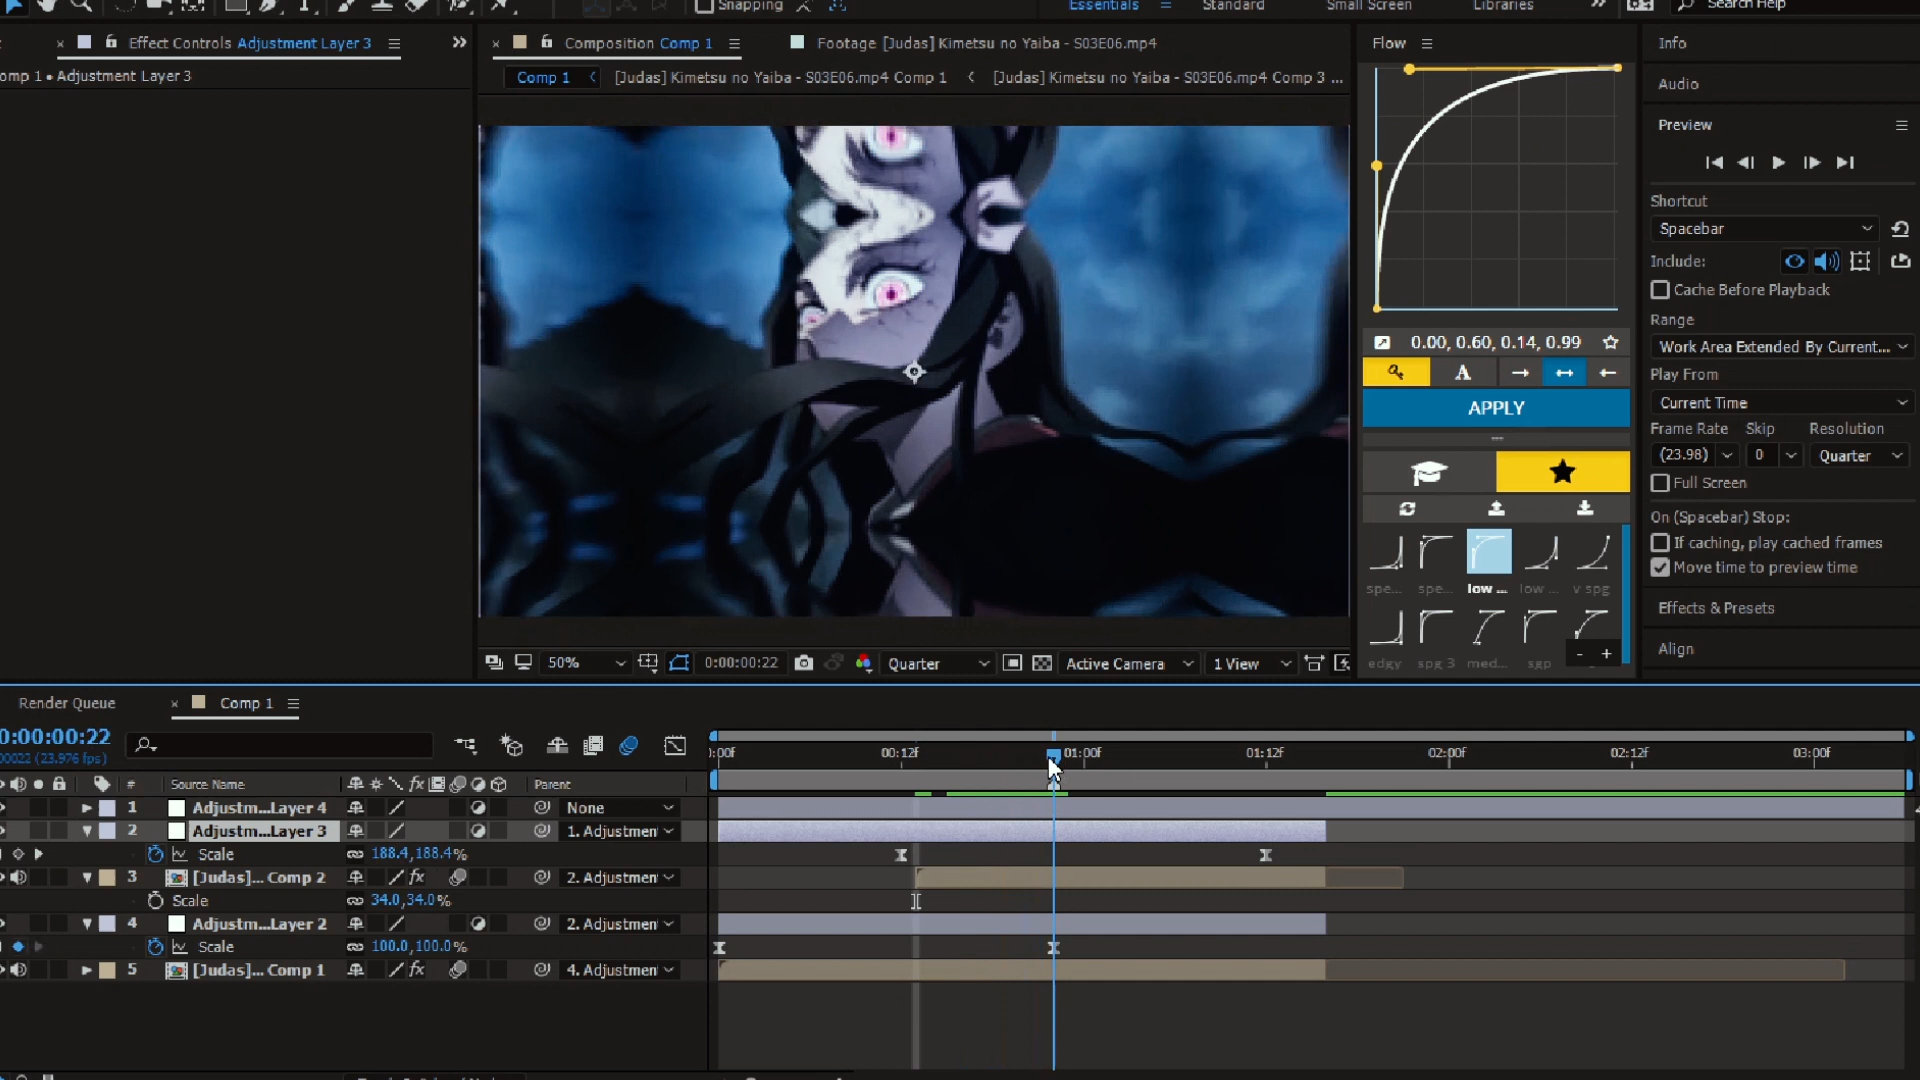 Snapping
Essentials
Standard
Small Screen
Libraries
Search Help
Effect Controls Adjustment Layer 3
omp 1 • Adjustment Layer 3
Composition Comp 1
Footage [Judas] Kimetsu no Yaiba - S03E06.mp4
Comp 1
[Judas] Kimetsu no Yaiba - S03E06.mp4 Comp 1
[Judas] Kimetsu no Yaiba - S03E06.mp4 Comp 3 ...
Flow
0.00, 0.60, 0.14, 0.99
A
APPLY
spe...
spe...
low ...
low ...
v spg
edgy
spg 3
med...
sgp
- +
Info
Audio
Preview
Shortcut
Spacebar
Include:
Cache Before Playback
Range
Work Area Extended By Current...
Play From
Current Time
Frame Rate Skip Resolution
(23.98) 0 Quarter
Full Screen
On (Spacebar) Stop:
If caching, play cached frames
Move time to preview time
Effects & Presets
Align
50%
0:00:00:22
Quarter
Active Camera
1 View
Render Queue
Comp 1
0:00:00:22
00022 (23.976 fps)
:00f 00:12f 01:00f 01:12f 02:00f 02:12f 03:00f
# Source Name fx Parent
1 Adjustm...Layer 4 None
2 Adjustm...Layer 3 1. Adjustment
Scale 188.4,188.4%
3 [Judas]... Comp 2 fx 2. Adjustment
Scale 34.0,34.0%
4 Adjustm...Layer 2 2. Adjustment
Scale 100.0,100.0%
5 [Judas]... Comp 1 fx 4. Adjustment